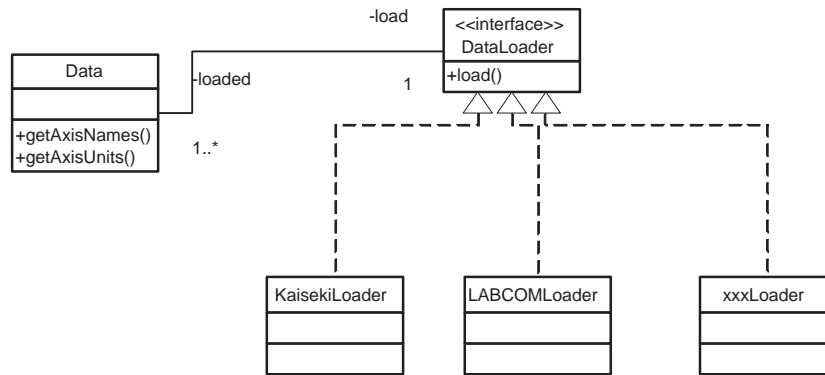 -load
<<interface>>
DataLoader
+load()
Data
-loaded
1
+getAxisNames()
+getAxisUnits()
1..*
KaisekiLoader
LABCOMLoader
xxxLoader